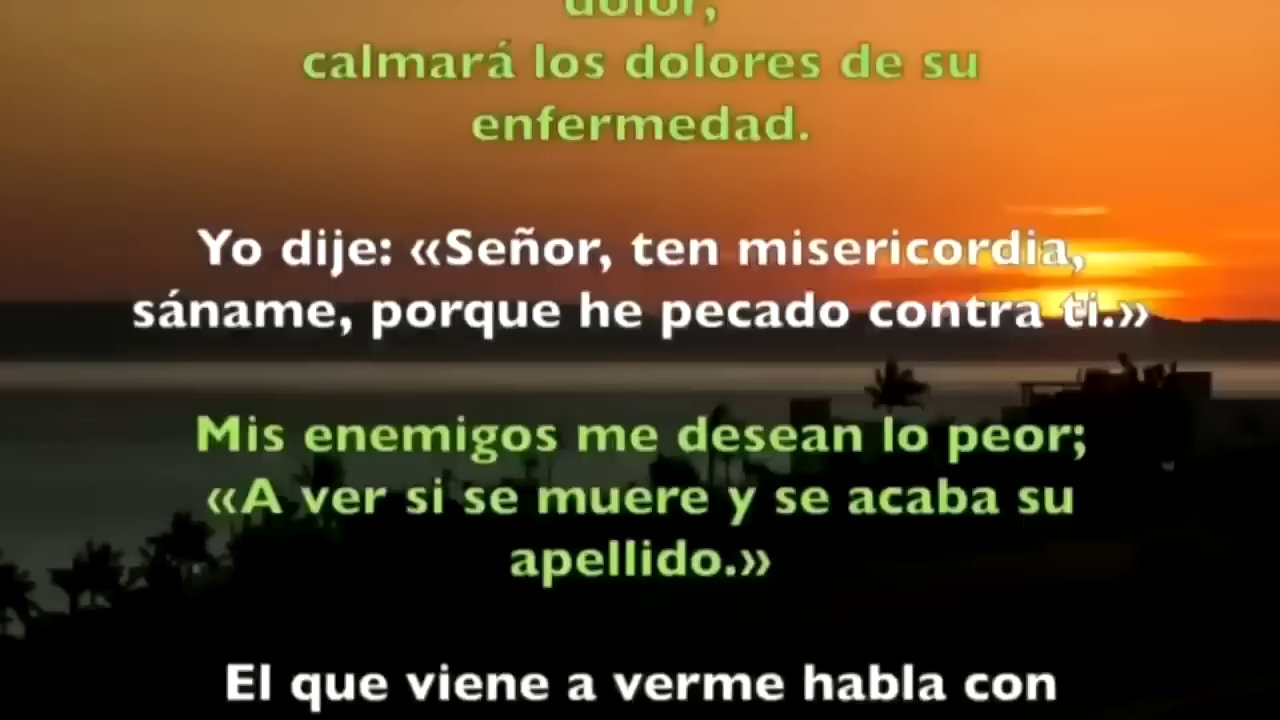 dolor,
calmará los dolores de su
enfermedad.
Yo dije: «Señor, ten misericordia,
sáname, porque he pecado contra ti.»
Mis enemigos me desean lo peor;
«A ver si se muere y se acaba su
apellido.»
El que viene a verme habla con